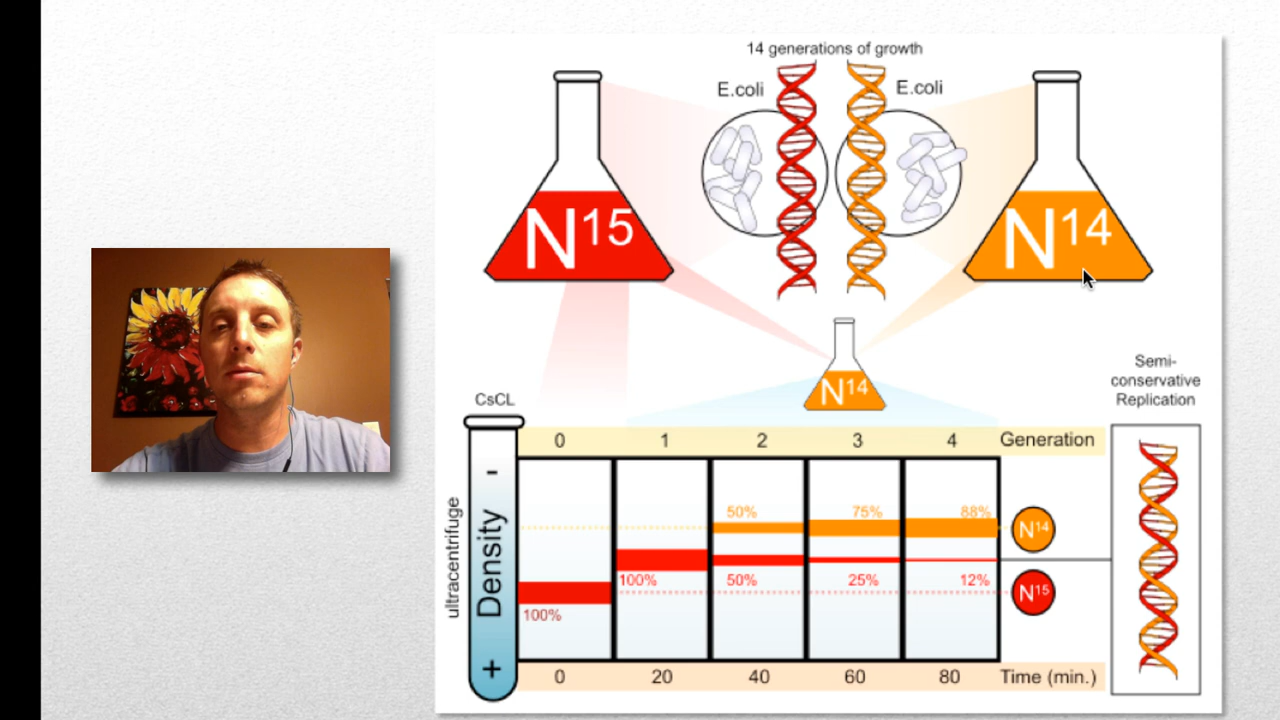 14 generations of growth
E.coli
E.coli
N15
N14
N14
Semi-
conservative
Replication
CsCL
0 1 2 3 4 Generation
ultracentrifuge
- Density +
50% 75% 88%
N14
100% 50% 25% 12%
N15
100%
0 20 40 60 80 Time (min.)